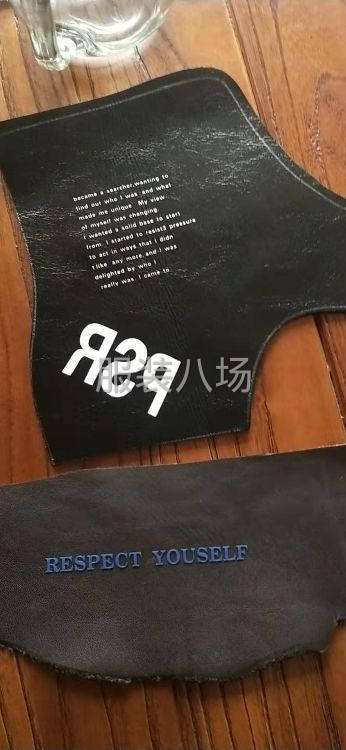 became a searcher,wanting to
find out who I was and what
made me unique My view
of myself was changing
I wanted a solid base to start
from. I started to resist3 pressure
to act in ways that I didn
t like any more,and I was
delighted by who I
really was. I came to
RSR
服装八场
RESPECT YOUSELF